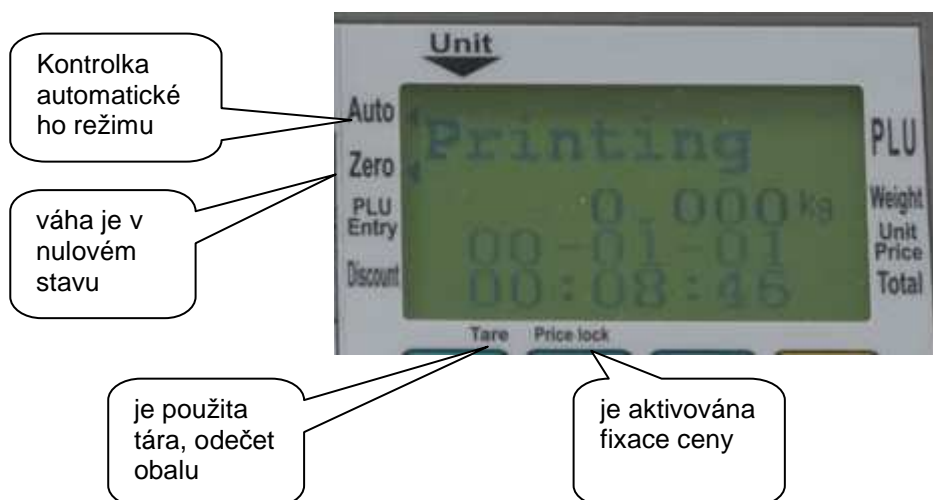 Kontrolka
automatické
ho režimu
váha je v
nulovém
stavu
Unit
Auto
Zero
PLU
Entry
Discount
Printing
0.000 kg
00-01-01
00:08:46
PLU
Weight
Unit
Price
Total
Tare
Price lock
je použita
tára, odečet
obalu
je aktivována
fixace ceny